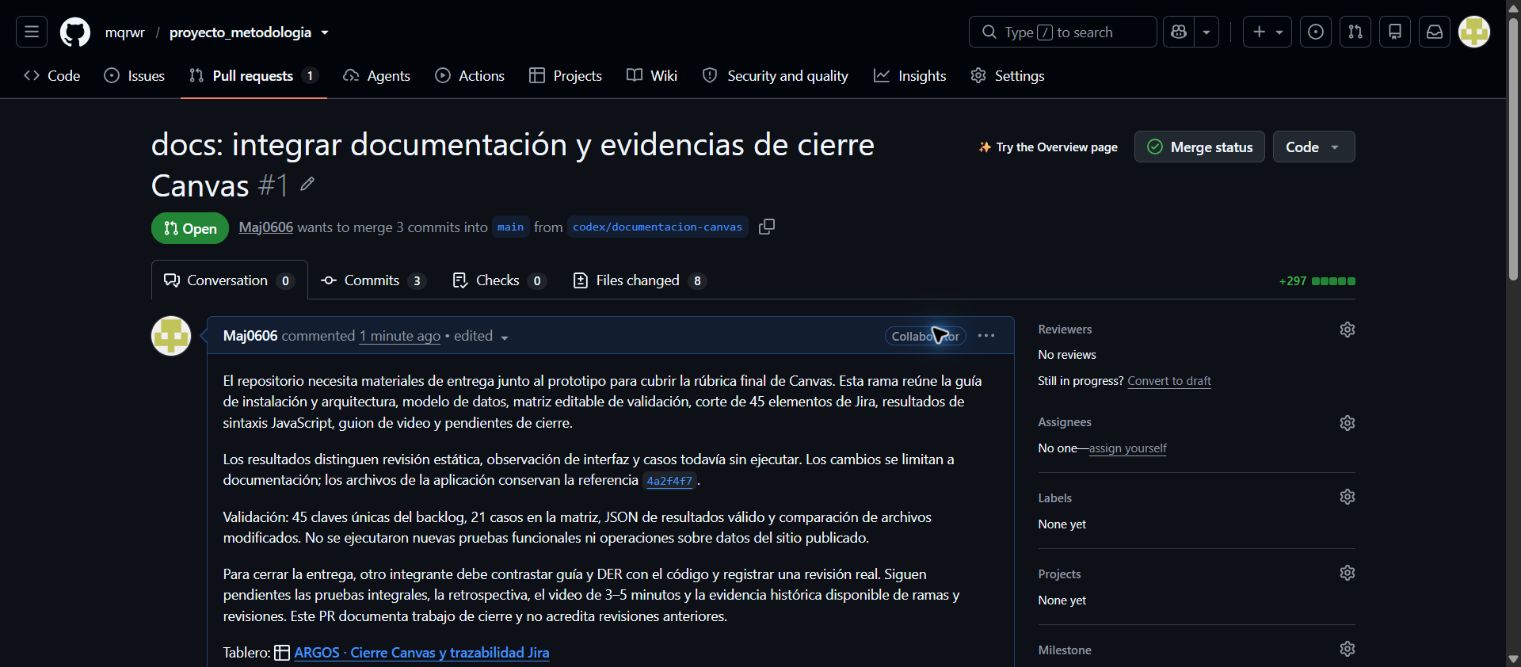 mqrwr / proyecto_metodologia
Type / to search
Code
Issues
Pull requests 1
Agents
Actions
Projects
Wiki
Security and quality
Insights
Settings
docs: integrar documentación y evidencias de cierre
Canvas #1
Try the Overview page
Merge status
Code
Open
Maj0606 wants to merge 3 commits into main from codex/documentacion-canvas
Conversation 0
Commits 3
Checks 0
Files changed 8
+297
Maj0606 commented 1 minute ago • edited
El repositorio necesita materiales de entrega junto al prototipo para cubrir la rúbrica final de Canvas. Esta rama reúne la guía
de instalación y arquitectura, modelo de datos, matriz editable de validación, corte de 45 elementos de Jira, resultados de
sintaxis JavaScript, guion de video y pendientes de cierre.
Los resultados distinguen revisión estática, observación de interfaz y casos todavía sin ejecutar. Los cambios se limitan a
documentación; los archivos de la aplicación conservan la referencia 4a2f4f7.
Validación: 45 claves únicas del backlog, 21 casos en la matriz, JSON de resultados válido y comparación de archivos
modificados. No se ejecutaron nuevas pruebas funcionales ni operaciones sobre datos del sitio publicado.
Para cerrar la entrega, otro integrante debe contrastar guía y DER con el código y registrar una revisión real. Siguen
pendientes las pruebas integrales, la retrospectiva, el video de 3–5 minutos y la evidencia histórica disponible de ramas y
revisiones. Este PR documenta trabajo de cierre y no acredita revisiones anteriores.
Tablero: ARGOS · Cierre Canvas y trazabilidad Jira
Reviewers
No reviews
Still in progress? Convert to draft
Assignees
No one—assign yourself
Labels
None yet
Projects
None yet
Milestone